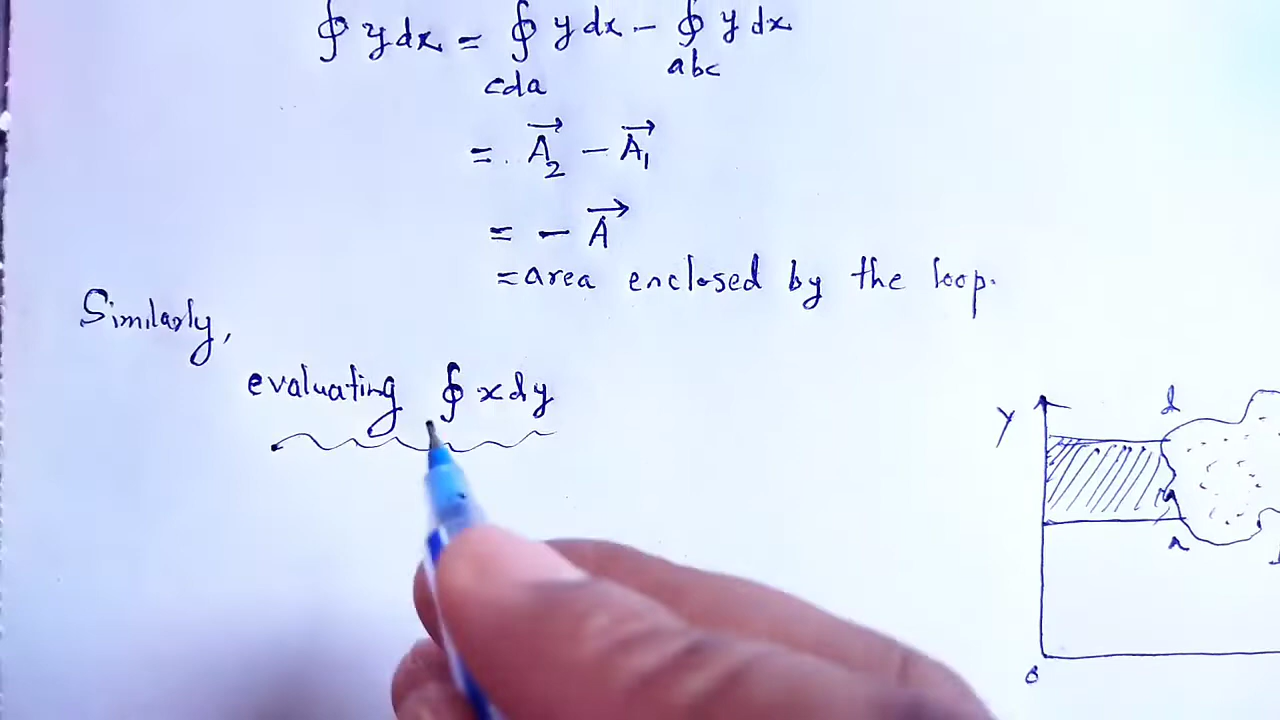 ∮ y dx = ∮ y dx − ∮ y dx
cda abc
= A⃗₂ − A⃗₁
= − A⃗
= area enclosed by the loop.
Similarly,
evaluating ∮ x dy
Y
d
a
o